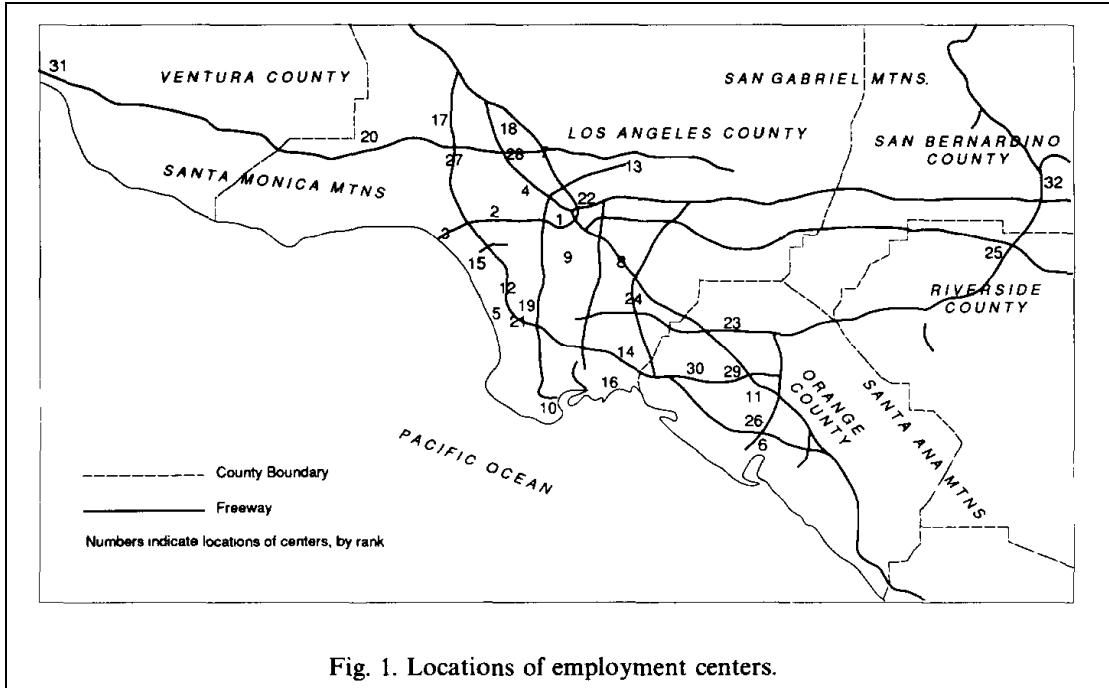 31
VENTURA COUNTY
SAN GABRIEL MTNS.
17
18
20
LOS ANGELES COUNTY
SAN BERNARDINO
COUNTY
27
28
7
13
SANTA MONICA MTNS
4
22
32
2
1
3
9
15
8
25
12
19
24
RIVERSIDE
COUNTY
5
21
23
14
30
29
16
10
11
ORANGE
COUNTY
SANTA ANA MTNS
26
6
PACIFIC OCEAN
County Boundary
Freeway
Numbers indicate locations of centers, by rank
Fig. 1. Locations of employment centers.